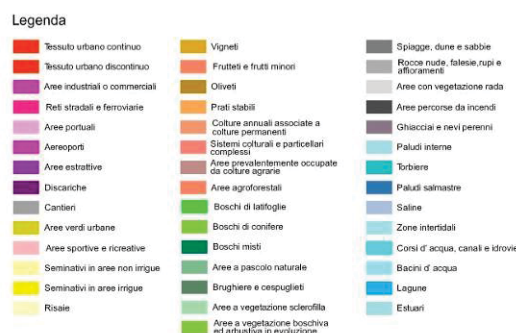 Legenda
Tessuto urbano continuo
Tessuto urbano discontinuo
Aree industriali o commerciali
Reti stradali e ferroviarie
Aree portuali
Aereoporti
Aree estrattive
Discariche
Cantieri
Aree verdi urbane
Aree sportive e ricreative
Seminativi in aree non irrigue
Seminativi in aree irrigue
Risaie
Vigneti
Frutteti e frutti minori
Oliveti
Prati stabili
Colture annuali associate a
colture permanenti
Sistemi colturali e particellari
complessi
Aree prevalentemente occupate
da colture agrarie
Aree agroforestali
Boschi di latifoglie
Boschi di conifere
Boschi misti
Aree a pascolo naturale
Brughiere e cespuglieti
Aree a vegetazione sclerofilla
Aree a vegetazione boschiva
ed arbustiva in evoluzione
Spiagge, dune e sabbie
Rocce nude, falesie,rupi e
affioramenti
Aree con vegetazione rada
Aree percorse da incendi
Ghiacciai e nevi perenni
Paludi interne
Torbiere
Paludi salmastre
Saline
Zone intertidali
Corsi d' acqua, canali e idrovie
Bacini d' acqua
Lagune
Estuari